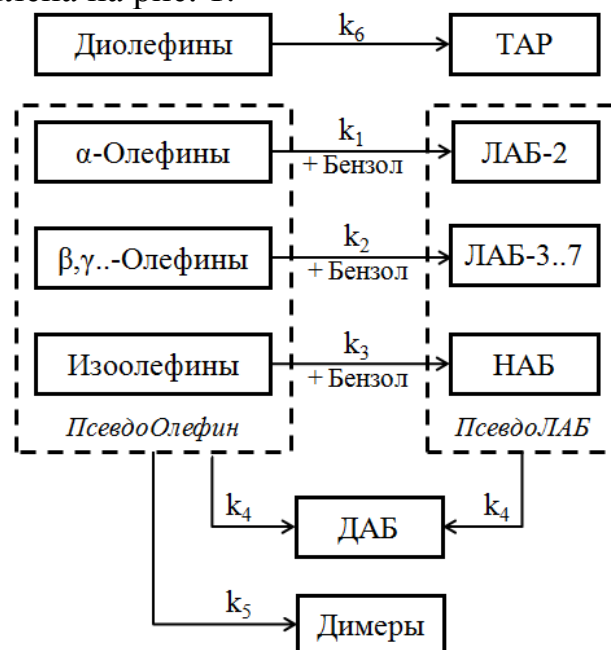 Диолефины k₆ ТАР
α-Олефины k₁ + Бензол ЛАБ-2
β,γ..-Олефины k₂ + Бензол ЛАБ-3..7
Изоолефины k₃ + Бензол НАБ
ПсевдоОлефин ПсевдоЛАБ
k₄ ДАБ k₄
k₅ Димеры